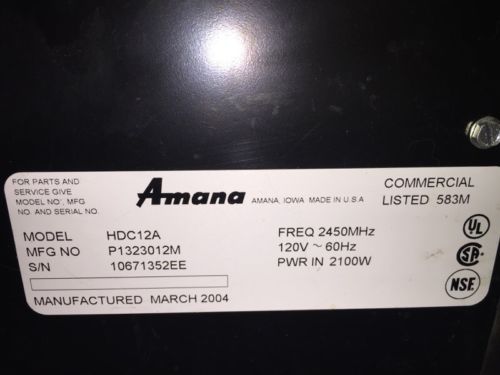 FOR PARTS AND
SERVICE GIVE
MODEL NO', MFG
NO. AND SERIAL NO.
Amana
AMANA, IOWA MADE IN U.S.A
COMMERCIAL
LISTED 583M
MODEL HDC12A
MFG NO P1323012M
S/N 10671352EE
FREQ 2450MHz
120V ~ 60Hz
PWR IN 2100W
UL
SA
NSF.
MANUFACTURED MARCH 2004